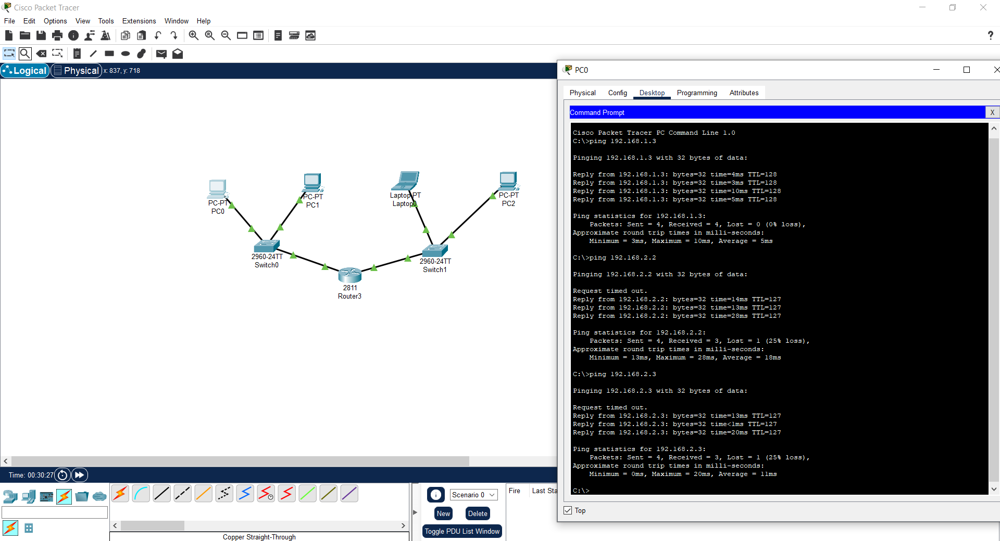 Cisco Packet Tracer
File Edit Options View Tools Extensions Window Help
?
Logical Physical x: 837, y: 718
PC-PT
PC0
PC-PT
PC1
Laptop-PT
Laptop0
PC-PT
PC2
2960-24TT
Switch0
2960-24TT
Switch1
2811
Router3
Time: 00:30:27
Scenario 0
New Delete
Toggle PDU List Window
Fire Last Sta
Copper Straight-Through
PC0
Physical Config Desktop Programming Attributes
Command Prompt
X
Cisco Packet Tracer PC Command Line 1.0
C:\>ping 192.168.1.3
Pinging 192.168.1.3 with 32 bytes of data:
Reply from 192.168.1.3: bytes=32 time=4ms TTL=128
Reply from 192.168.1.3: bytes=32 time=3ms TTL=128
Reply from 192.168.1.3: bytes=32 time=10ms TTL=128
Reply from 192.168.1.3: bytes=32 time=5ms TTL=128
Ping statistics for 192.168.1.3:
Packets: Sent = 4, Received = 4, Lost = 0 (0% loss),
Approximate round trip times in milli-seconds:
Minimum = 3ms, Maximum = 10ms, Average = 5ms
C:\>ping 192.168.2.2
Pinging 192.168.2.2 with 32 bytes of data:
Request timed out.
Reply from 192.168.2.2: bytes=32 time=14ms TTL=127
Reply from 192.168.2.2: bytes=32 time=13ms TTL=127
Reply from 192.168.2.2: bytes=32 time=28ms TTL=127
Ping statistics for 192.168.2.2:
Packets: Sent = 4, Received = 3, Lost = 1 (25% loss),
Approximate round trip times in milli-seconds:
Minimum = 13ms, Maximum = 28ms, Average = 18ms
C:\>ping 192.168.2.3
Pinging 192.168.2.3 with 32 bytes of data:
Request timed out.
Reply from 192.168.2.3: bytes=32 time=13ms TTL=127
Reply from 192.168.2.3: bytes=32 time<1ms TTL=127
Reply from 192.168.2.3: bytes=32 time=20ms TTL=127
Ping statistics for 192.168.2.3:
Packets: Sent = 4, Received = 3, Lost = 1 (25% loss),
Approximate round trip times in milli-seconds:
Minimum = 0ms, Maximum = 20ms, Average = 11ms
C:\>
Top